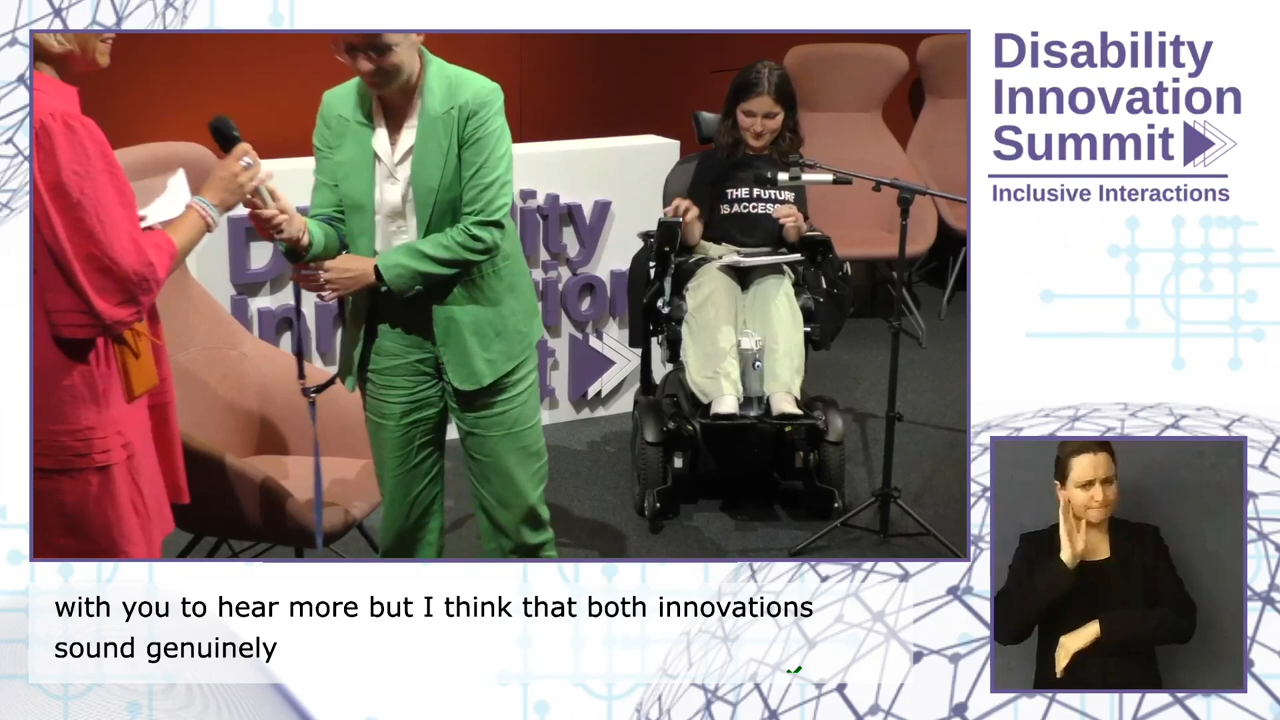 Disability
Innovation
Summit
Inclusive Interactions
THE FUTURE
IS ACCESS
with you to hear more but I think that both innovations
sound genuinely